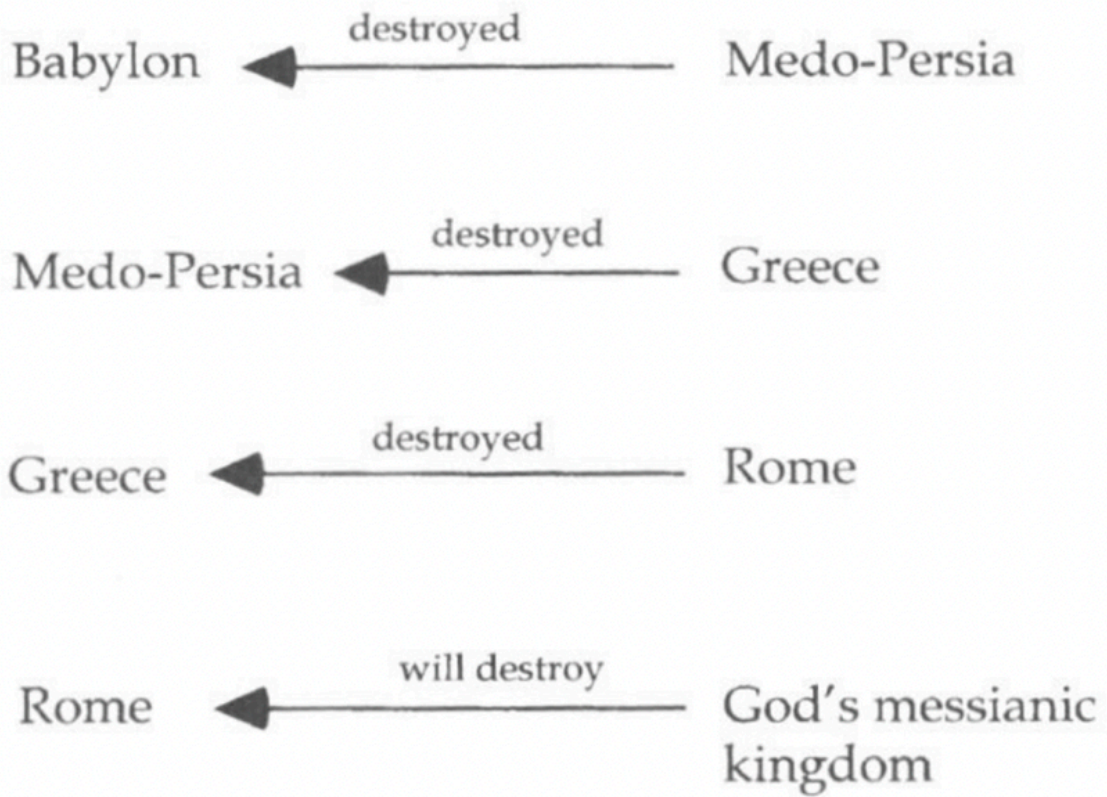 destroyed
Babylon Medo-Persia
destroyed
Medo-Persia Greece
destroyed
Greece Rome
will destroy
Rome God's messianic
kingdom